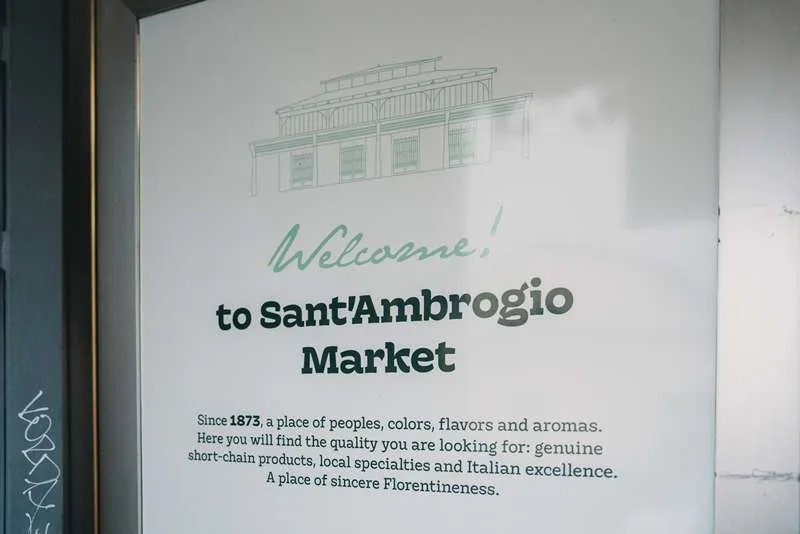 Welcome!
to Sant'Ambrogio
Market
Since 1873, a place of peoples, colors, flavors and aromas.
Here you will find the quality you are looking for: genuine
short-chain products, local specialties and Italian excellence.
A place of sincere Florentineness.